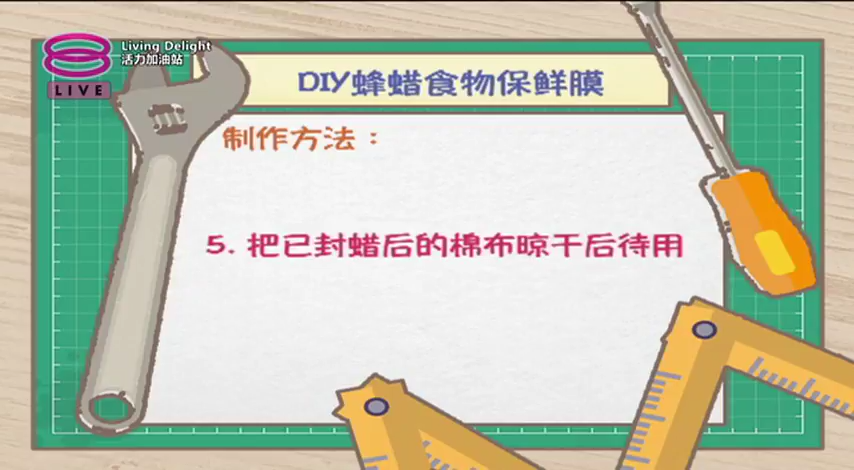 Living Delight
活力加油站
LIVE
DIY蜂蜡食物保鲜膜
制作方法：
5. 把已封蜡后的棉布晾干后待用